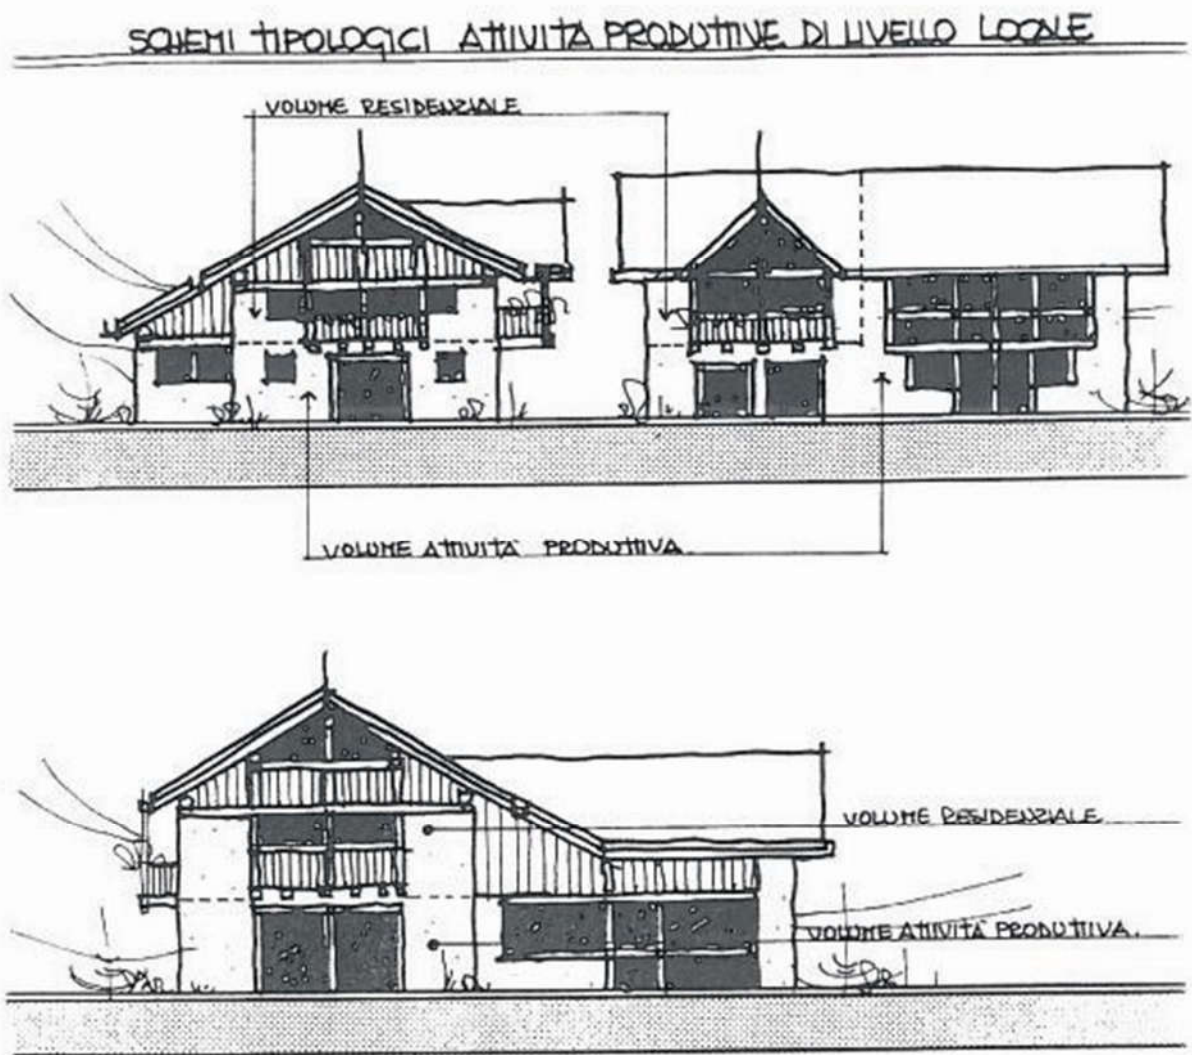 SCHEMI TIPOLOGICI ATTIVITÀ PRODUTTIVE DI LIVELLO LOCALE
VOLUME RESIDENZIALE
VOLUME ATTIVITÀ PRODUTTIVA
VOLUME RESIDENZIALE
VOLUME ATTIVITÀ PRODUTTIVA.